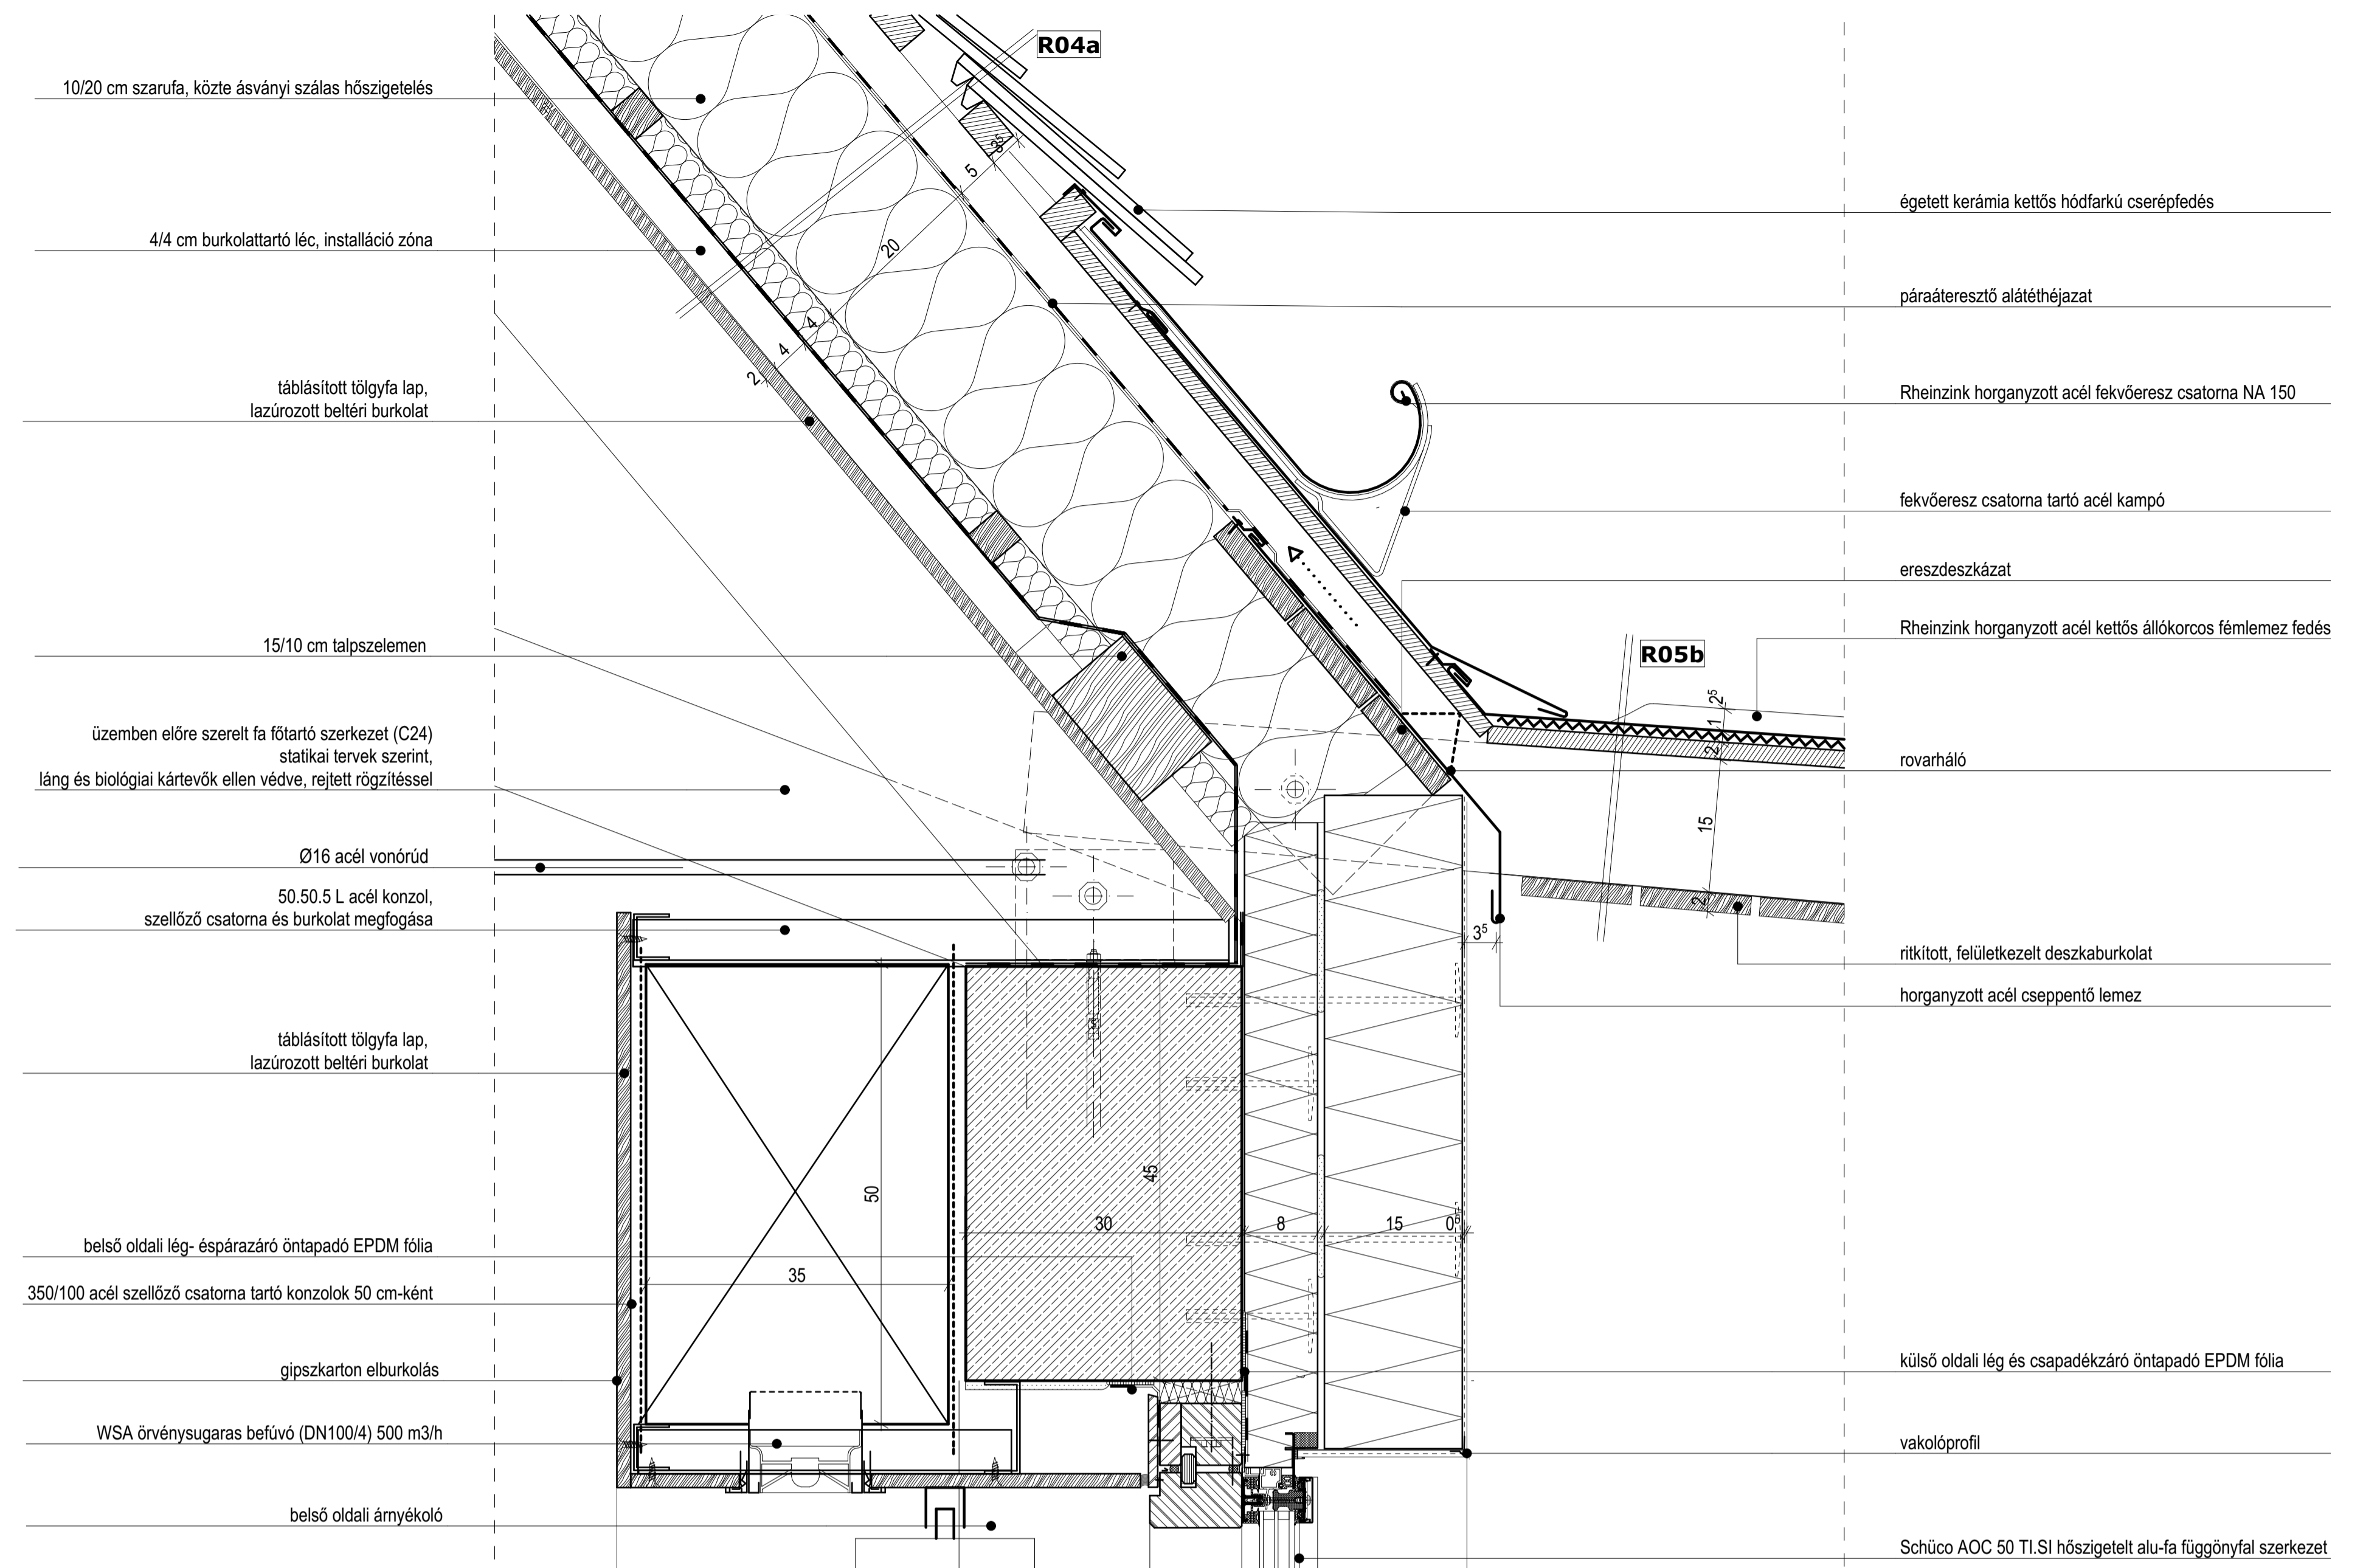 R04a
10/20 cm szarufa, közte ásványi szálas hőszigetelés
4/4 cm burkolattartó léc, installáció zóna
táblásított tölgyfa lap,
lazúrozott beltéri burkolat
15/10 cm talpszelemen
üzemben előre szerelt fa főtartó szerkezet (C24)
statikai tervek szerint,
láng és biológiai kártevők ellen védve, rejtett rögzítéssel
Ø16 acél vonórúd
50.50.5 L acél konzol,
szellőző csatorna és burkolat megfogása
táblásított tölgyfa lap,
lazúrozott beltéri burkolat
belső oldali lég- éspárazáró öntapadó EPDM fólia
350/100 acél szellőző csatorna tartó konzolok 50 cm-ként
gipszkarton elburkolás
WSA örvénysugaras befúvó (DN100/4) 500 m3/h
belső oldali árnyékoló
3⁵
5
20
4
4
2
50
35
45
30
8
15
0⁵
3⁵
R05b
2⁵
1
2
15
2
égetett kerámia kettős hódfarkú cserépfedés
páraáteresztő alátéthéjazat
Rheinzink horganyzott acél fekvőeresz csatorna NA 150
fekvőeresz csatorna tartó acél kampó
ereszdeszkázat
Rheinzink horganyzott acél kettős állókorcos fémlemez fedés
rovarháló
ritkított, felületkezelt deszkaburkolat
horganyzott acél cseppentő lemez
külső oldali lég és csapadékzáró öntapadó EPDM fólia
vakolóprofil
Schüco AOC 50 TI.SI hőszigetelt alu-fa függönyfal szerkezet